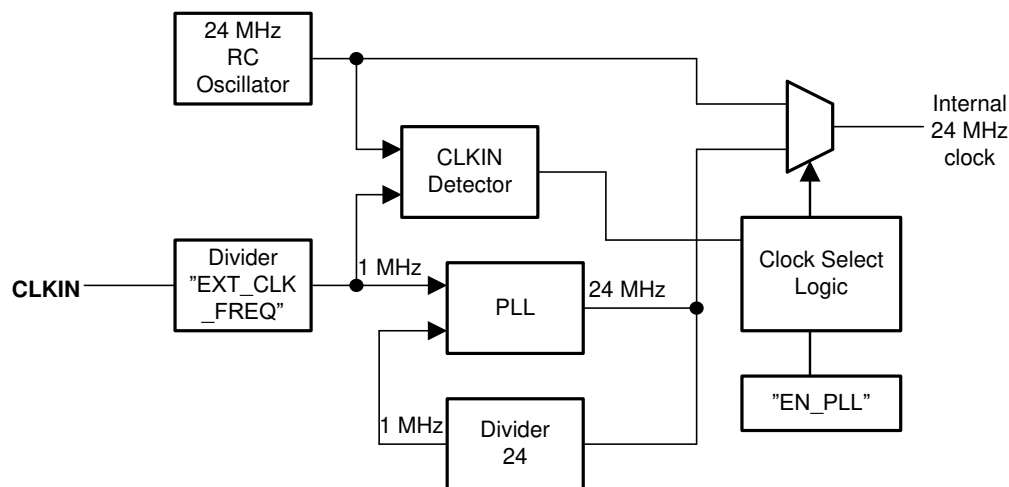 24 MHz
RC
Oscillator
Internal
24 MHz
clock
CLKIN
Detector
CLKIN
Divider
"EXT_CLK
_FREQ"
1 MHz
PLL
24 MHz
Clock Select
Logic
"EN_PLL"
1 MHz
Divider
24